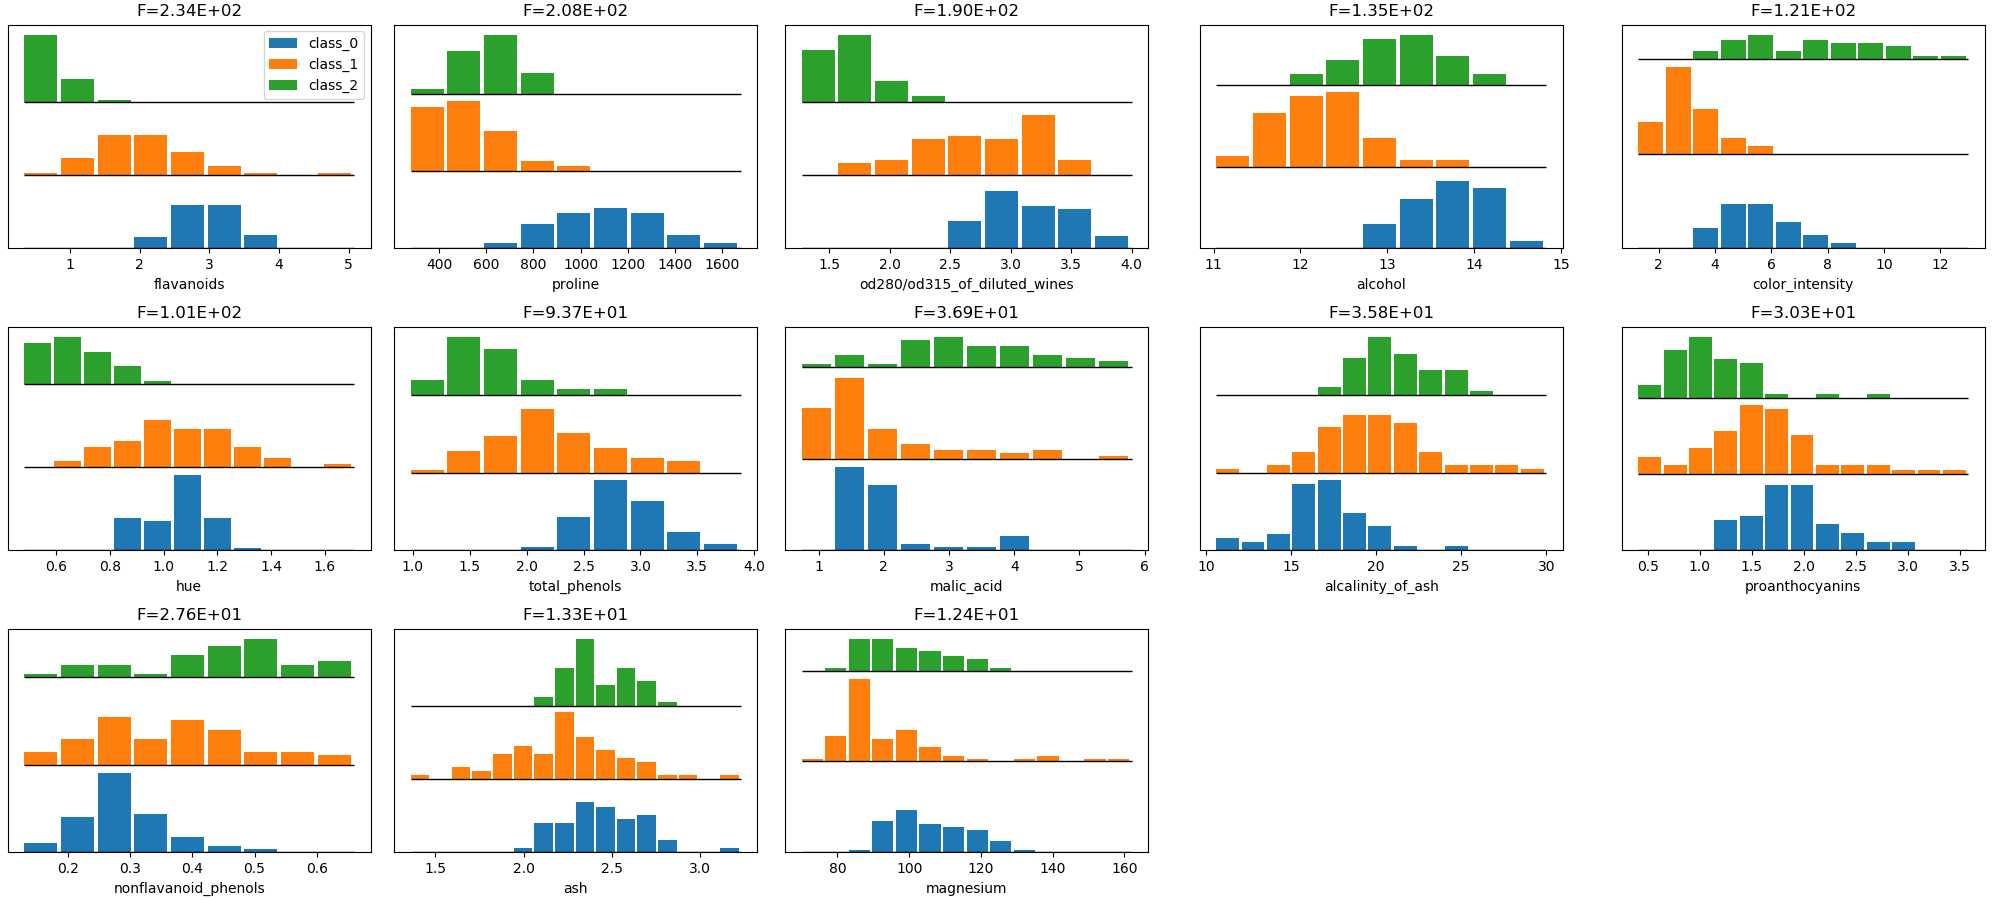 F=2.34E+02 F=2.08E+02 F=1.90E+02 F=1.35E+02 F=1.21E+02
class_0
class_1
class_2
1 2 3 4 5 400 600 800 1000 1200 1400 1600 1.5 2.0 2.5 3.0 3.5 4.0 11 12 13 14 15 2 4 6 8 10 12
flavanoids proline od280/od315_of_diluted_wines alcohol color_intensity
F=1.01E+02 F=9.37E+01 F=3.69E+01 F=3.58E+01 F=3.03E+01
0.6 0.8 1.0 1.2 1.4 1.6 1.0 1.5 2.0 2.5 3.0 3.5 4.0 1 2 3 4 5 6 10 15 20 25 30 0.5 1.0 1.5 2.0 2.5 3.0 3.5
hue total_phenols malic_acid alcalinity_of_ash proanthocyanins
F=2.76E+01 F=1.33E+01 F=1.24E+01
0.2 0.3 0.4 0.5 0.6 1.5 2.0 2.5 3.0 80 100 120 140 160
nonflavanoid_phenols ash magnesium